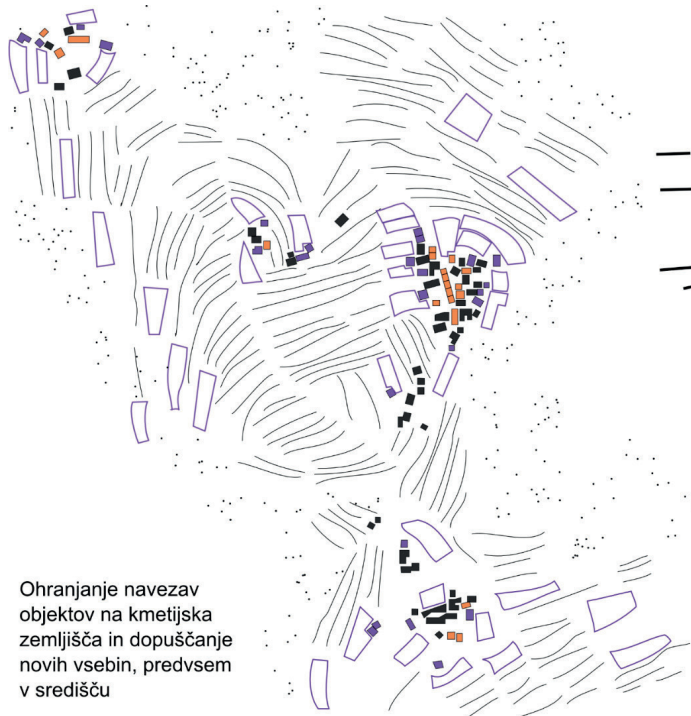 Ohranjanje navezav
objektov na kmetijska
zemljišča in dopuščanje
novih vsebin, predvsem
v središču